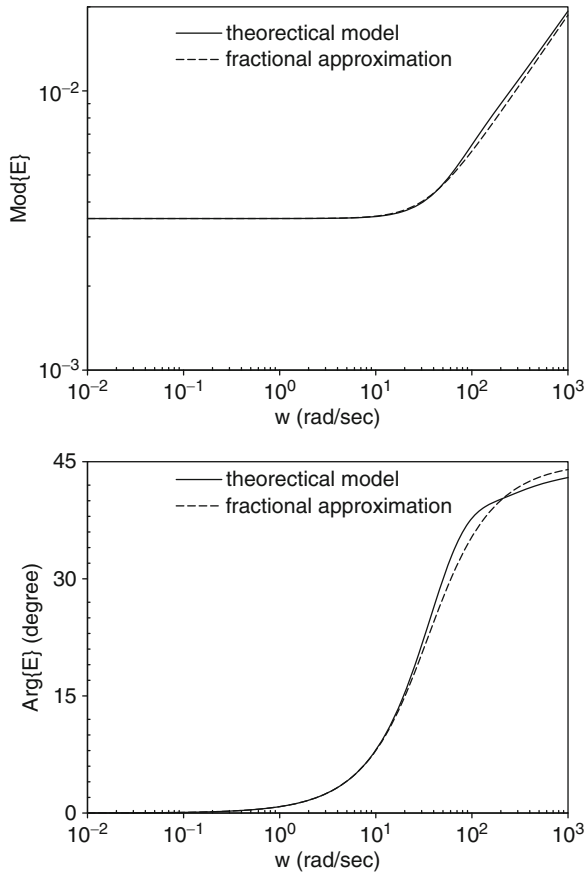 theorectical model
fractional approximation
10⁻²
Mod{E}
10⁻³
10⁻² 10⁻¹ 10⁰ 10¹ 10² 10³
w (rad/sec)
45
theorectical model
fractional approximation
30
Arg{E} (degree)
15
0
10⁻² 10⁻¹ 10⁰ 10¹ 10² 10³
w (rad/sec)